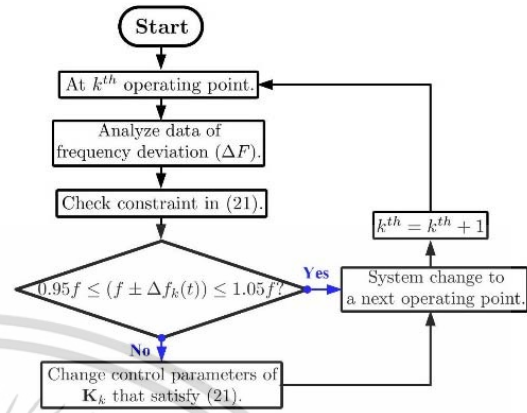 Start
At k^{th} operating point.
Analyze data of
frequency deviation (ΔF).
Check constraint in (21).
0.95f ≤ (f ± Δf_k(t)) ≤ 1.05f?
Yes
No
Change control parameters of
K_k that satisfy (21).
System change to
a next operating point.
k^{th} = k^{th} + 1